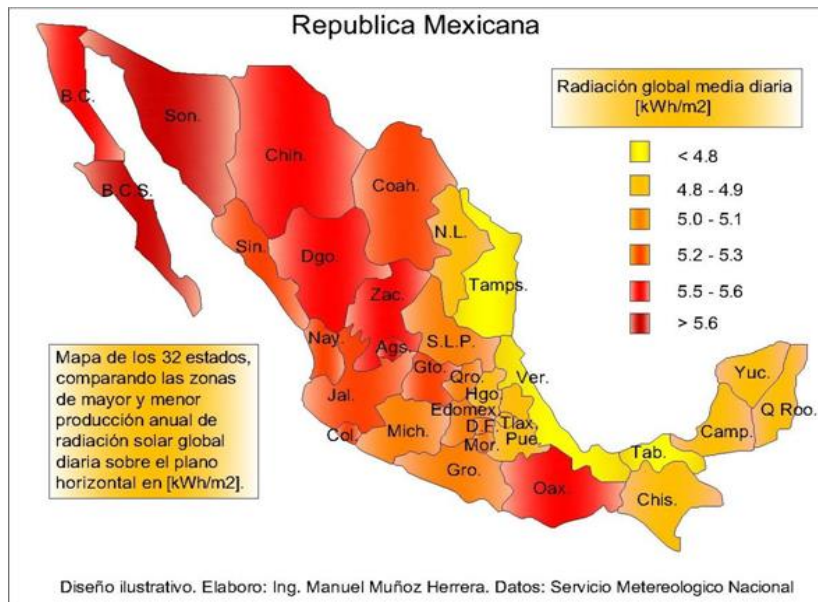 Republica Mexicana
Radiación global media diaria
[kWh/m2]
< 4.8
4.8 - 4.9
5.0 - 5.1
5.2 - 5.3
5.5 - 5.6
> 5.6
B.C.
Son.
Chih.
B.C.S.
Coah.
Sin.
Dgo.
N.L.
Tamps.
Zac.
Nay.
Ags.
S.L.P.
Gto.
Qro.
Ver.
Hgo.
Jal.
Edomex.
Tlax.
Col.
Mich.
D.F.
Mor.
Pue.
Gro.
Oax.
Yuc.
Q Roo.
Camp.
Tab.
Chis.
Mapa de los 32 estados,
comparando las zonas
de mayor y menor
producción anual de
radiación solar global
diaria sobre el plano
horizontal en [kWh/m2].
Diseño ilustrativo. Elaboro: Ing. Manuel Muñoz Herrera. Datos: Servicio Metereologico Nacional